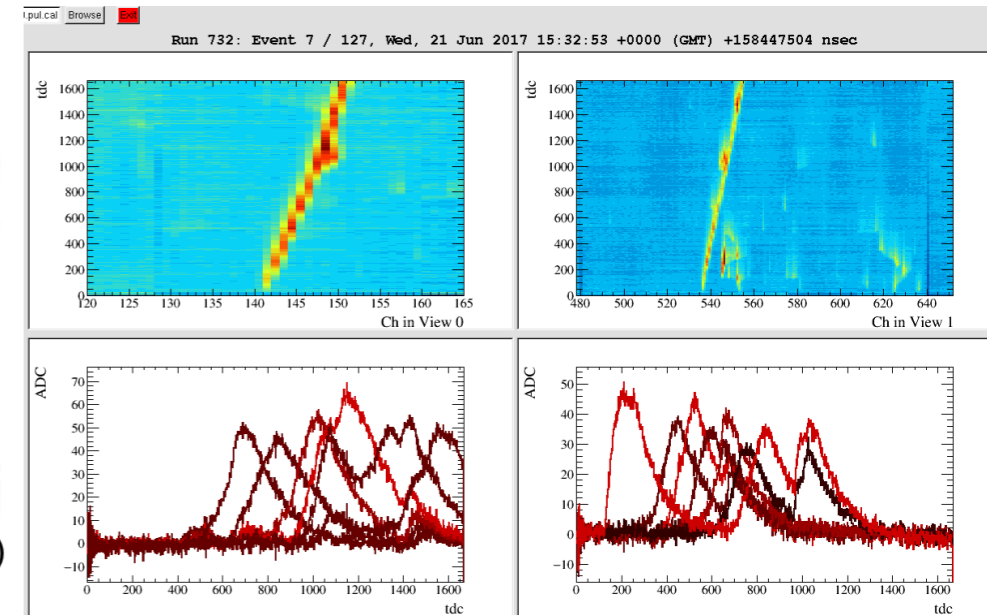 J.pul.cal Browse Exit
Run 732: Event 7 / 127, Wed, 21 Jun 2017 15:32:53 +0000 (GMT) +158447504 nsec
tdc
1600
1400
1200
1000
800
600
400
200
0
120 125 130 135 140 145 150 155 160 165
Ch in View 0
tdc
1600
1400
1200
1000
800
600
400
200
0
480 500 520 540 560 580 600 620 640
Ch in View 1
ADC
70
60
50
40
30
20
10
0
−10
0 200 400 600 800 1000 1200 1400 1600
tdc
ADC
50
40
30
20
10
0
−10
0 200 400 600 800 1000 1200 1400 1600
tdc
)